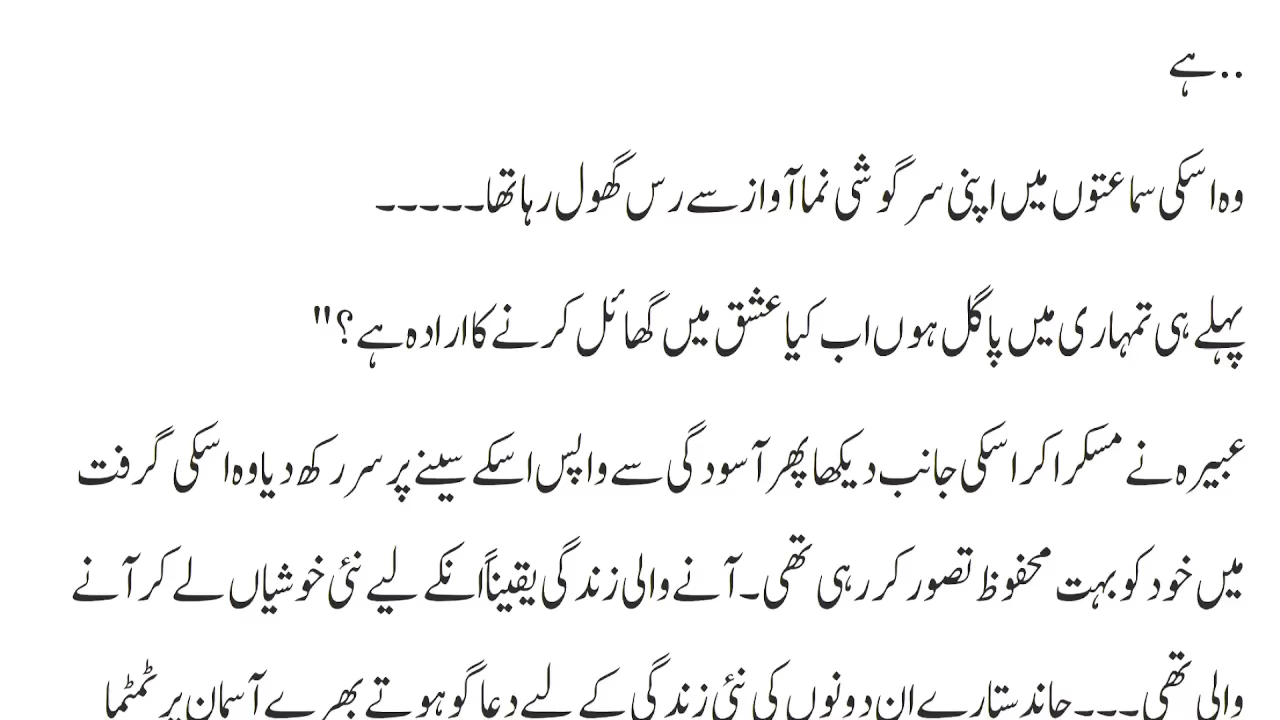 ہے..
وہ اسکی سماعتوں میں اپنی سرگوشی نما آواز سے رس گھول رہا تھا۔۔۔۔۔
پہلے ہی تمہاری میں پاگل ہوں اب کیا عشق میں گھائل کرنے کا ارادہ ہے؟"
عبیرہ نے مسکرا کر اسکی جانب دیکھا پھر آسودگی سے واپس اسکے سینے پر سر رکھ دیا وہ اسکی گرفت
میں خود کو بہت محفوظ تصور کر رہی تھی۔ آنے والی زندگی یقیناً انکے لیے نئی خوشیاں لے کر آنے
والی تھی۔۔۔ چاند ستارے ان دونوں کی نئی زندگی کے لیے دعا گو ہوتے بھرے آسمان پر ٹمٹما